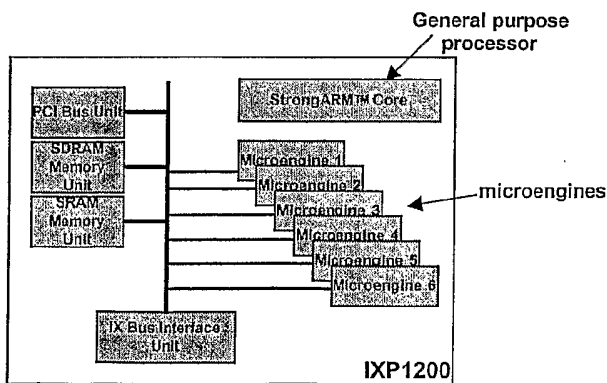 General purpose
processor
StrongARM™ Core
PCI Bus Unit
SDRAM
Memory
Unit
SRAM
Memory
Unit
Microengine 1
Microengine 2
Microengine 3
Microengine 4
Microengine 5
Microengine 6
microengines
IX Bus Interface
Unit
IXP1200